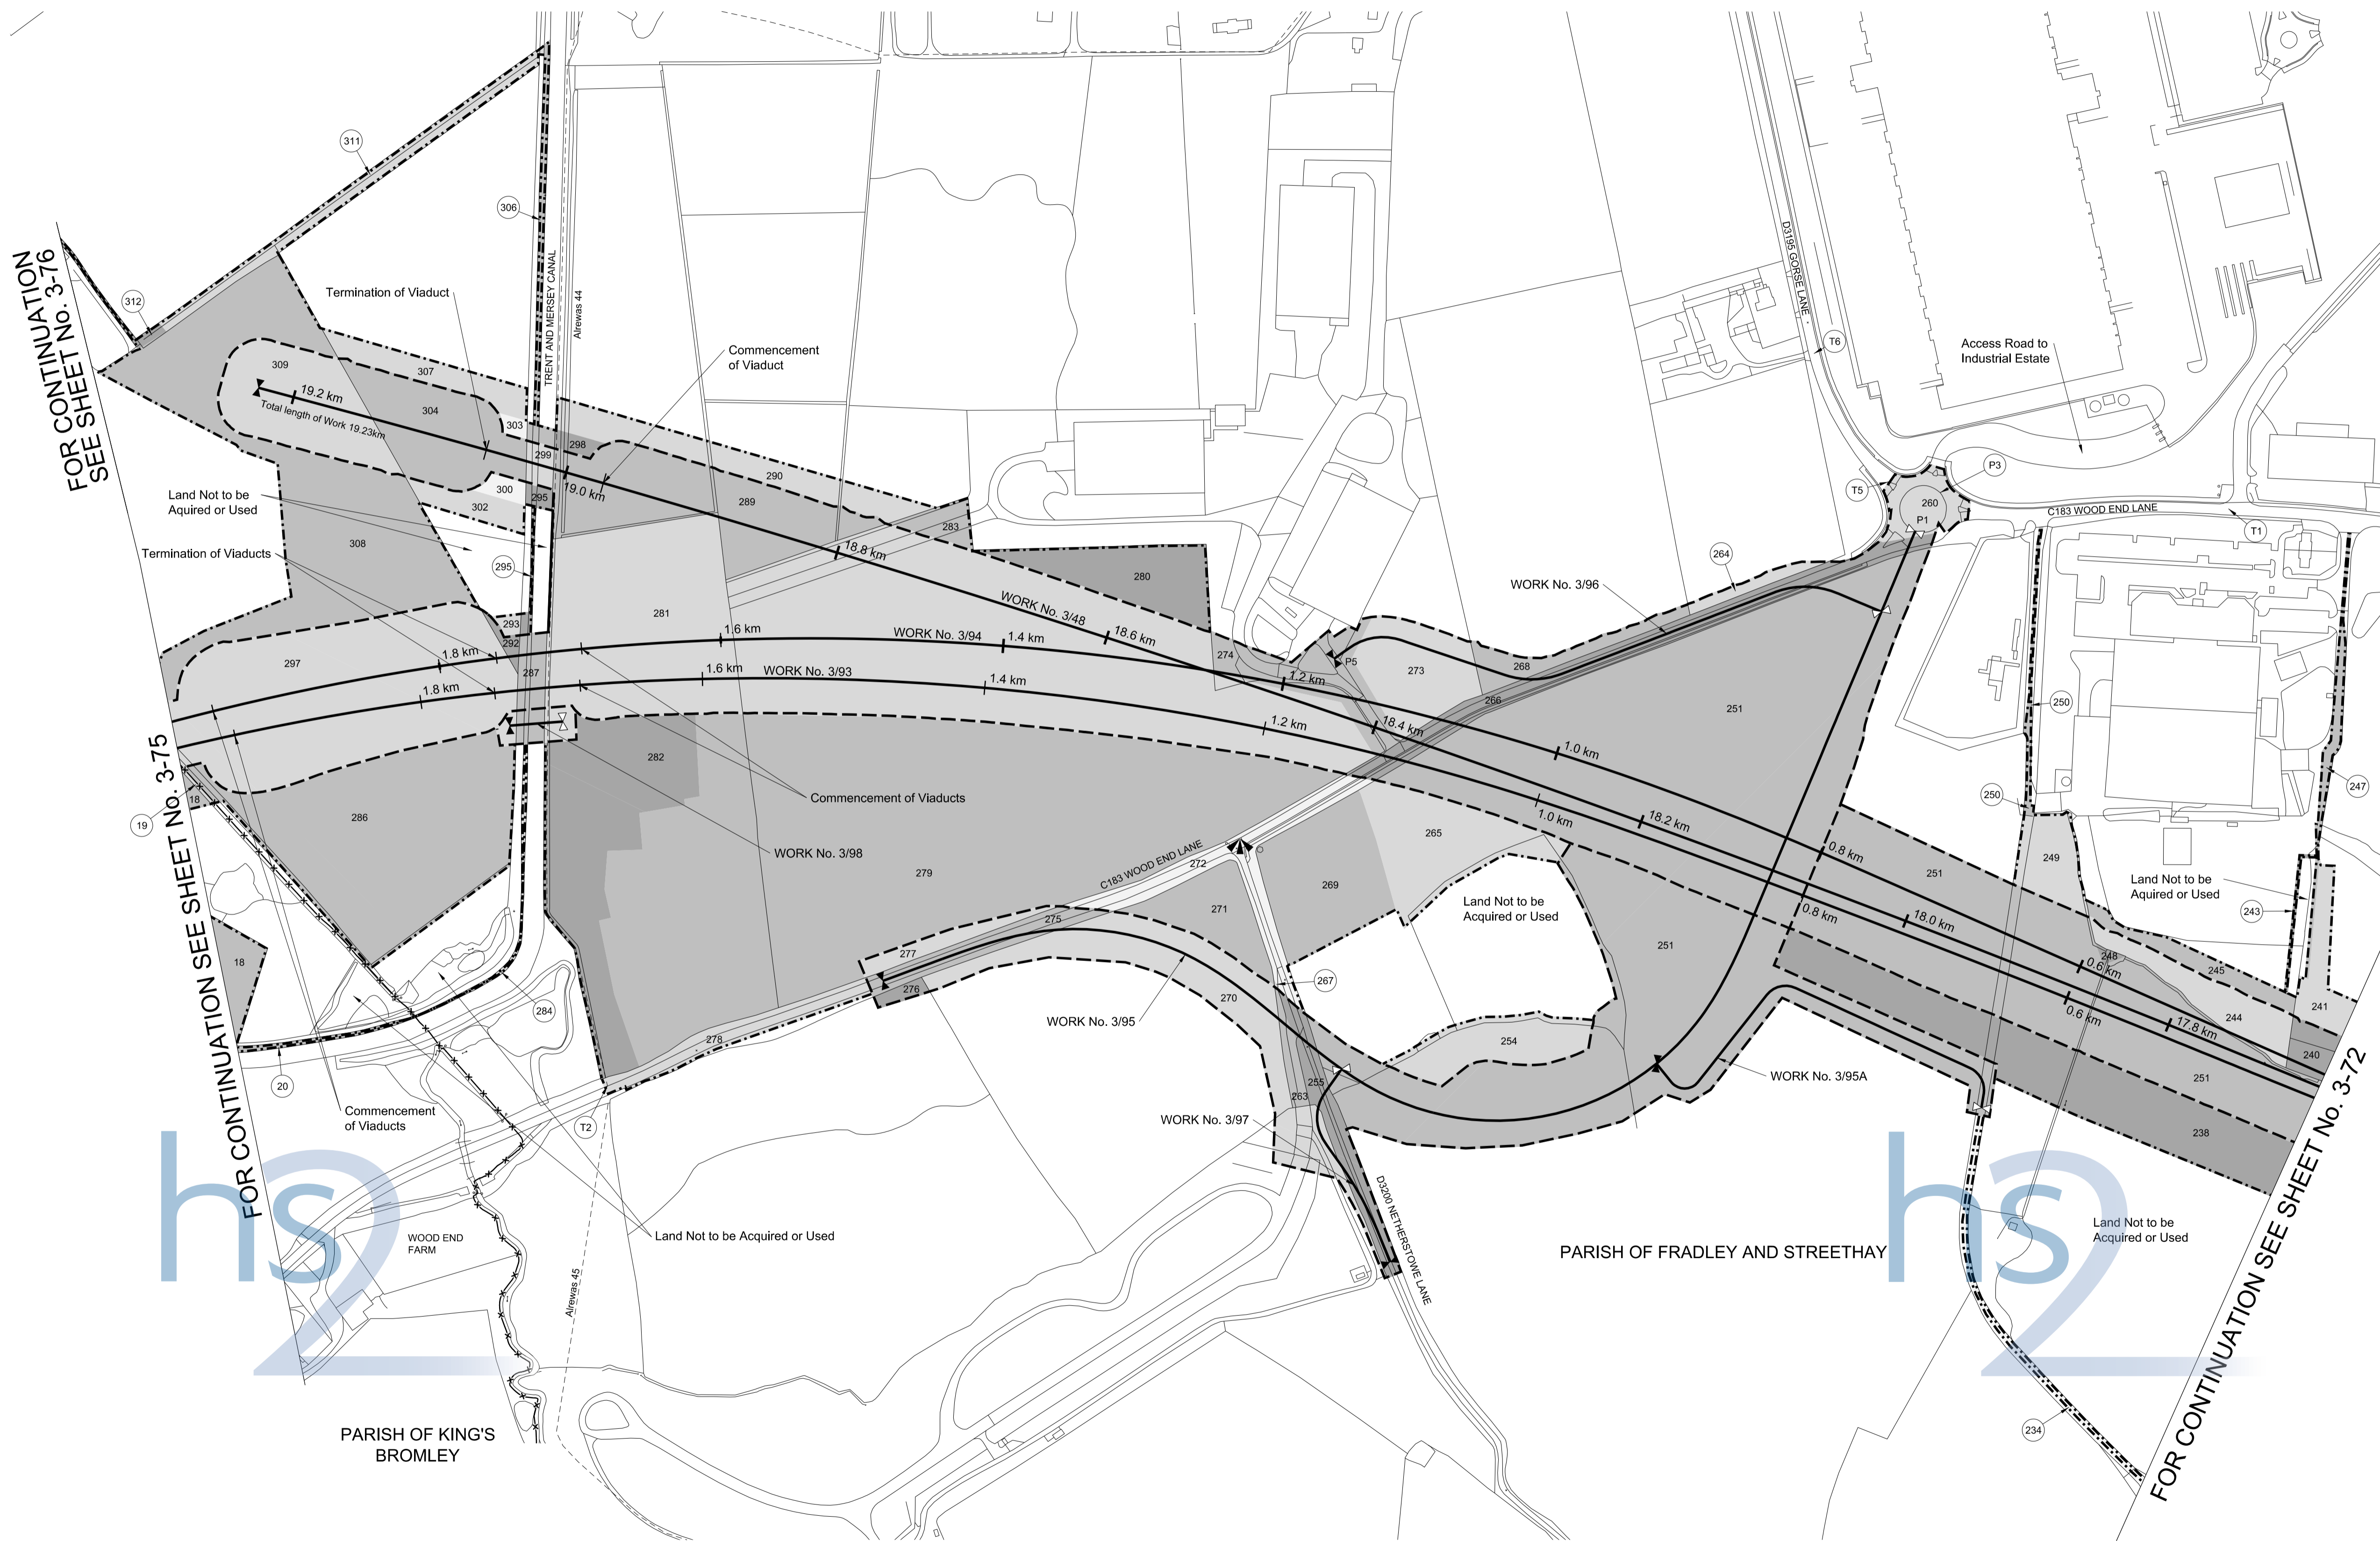 311
306
312
FOR CONTINUATION
SEE SHEET No. 3-76
Termination of Viaduct
TRENT AND MERSEY CANAL
Alrewas 44
Commencement
of Viaduct
D3195 GORSE LANE
T6
Access Road to
Industrial Estate
309
307
19.2 km
304
Total length of Work 19.23km
303
298
299
290
289
300
295
19.0 km
302
Land Not to be
Aquired or Used
308
Termination of Viaducts
295
283
18.8 km
280
T5
P3
260
P1
C183 WOOD END LANE
T1
264
WORK No. 3/96
281
WORK No. 3/48
18.6 km
293
292
287
1.6 km
WORK No. 3/94
1.4 km
1.8 km
297
274
P5
273
268
266
251
250
1.8 km
1.6 km
WORK No. 3/93
1.4 km
1.2 km
1.2 km
18.4 km
1.0 km
247
250
FOR CONTINUATION SEE SHEET No. 3-75
19
18
286
282
Commencement of Viaducts
WORK No. 3/98
279
C183 WOOD END LANE
272
265
1.0 km
18.2 km
0.8 km
249
251
Land Not to be
Aquired or Used
243
269
Land Not to be
Acquired or Used
271
275
277
276
0.8 km
18.0 km
251
248
0.6 km
245
241
244
0.6 km
17.8 km
240
18
284
20
278
WORK No. 3/95
270
267
254
255
263
WORK No. 3/95A
251
238
Commencement
of Viaducts
T2
WORK No. 3/97
FOR CONTINUATION SEE SHEET No. 3-72
hs2
hs2
WOOD END
FARM
Land Not to be Acquired or Used
Alrewas 45
D3200 NETHERSTOWE LANE
PARISH OF FRADLEY AND STREETHAY
Land Not to be
Acquired or Used
234
PARISH OF KING'S
BROMLEY